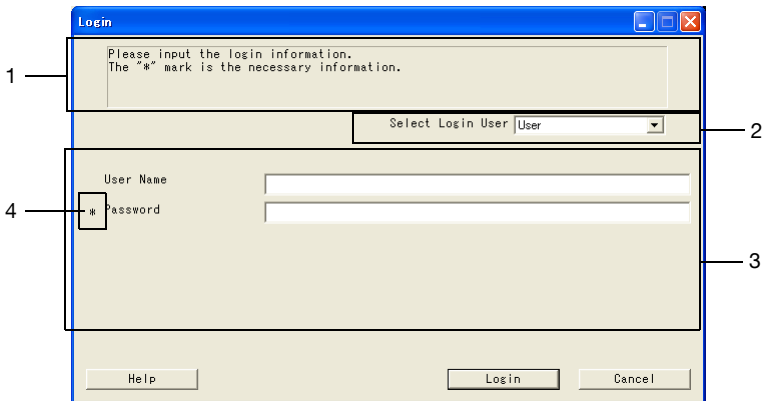 Login
Please input the login information.
The "*" mark is the necessary information.
1
Select Login User User
2
User Name
4
* Password
3
Help Login Cancel